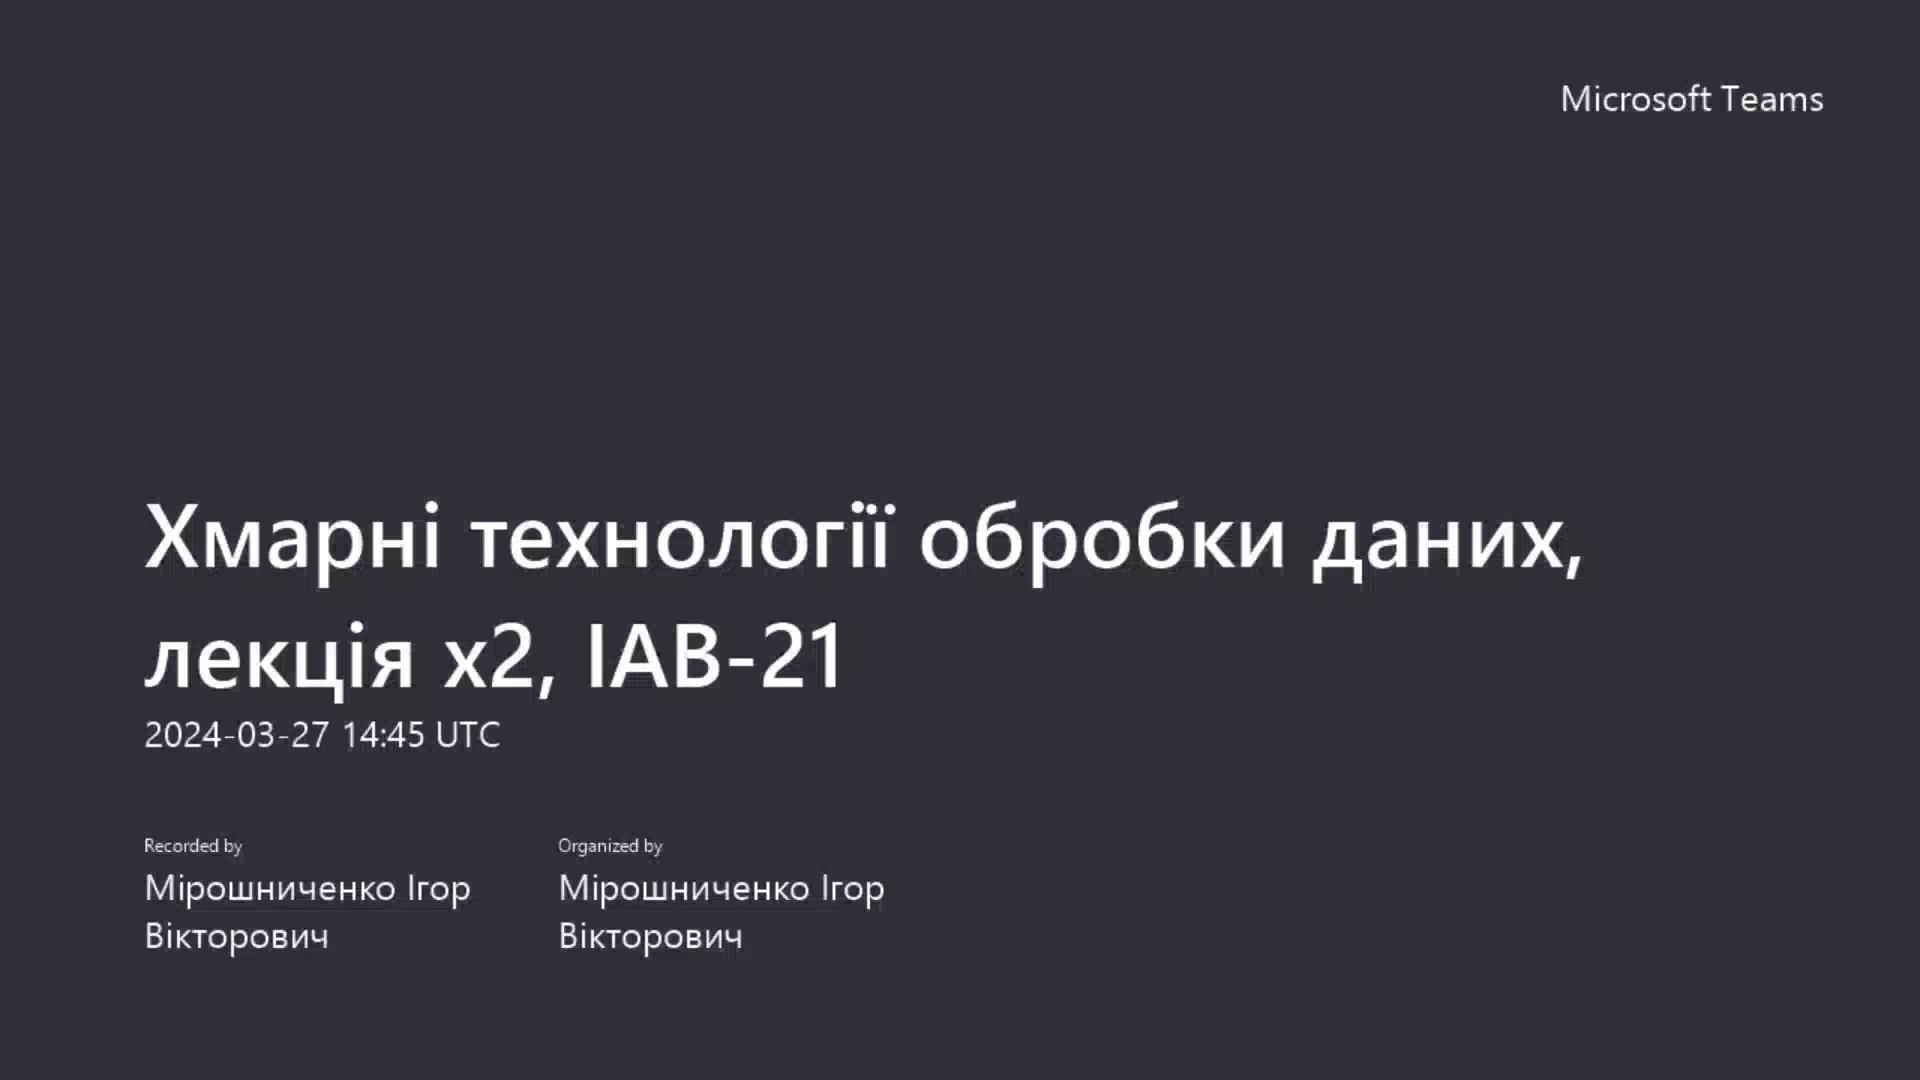 Microsoft Teams
Хмарні технології обробки даних,
лекція х2, ІАВ-21
2024-03-27 14:45 UTC
Recorded by
Мірошниченко Ігор
Вікторович
Organized by
Мірошниченко Ігор
Вікторович